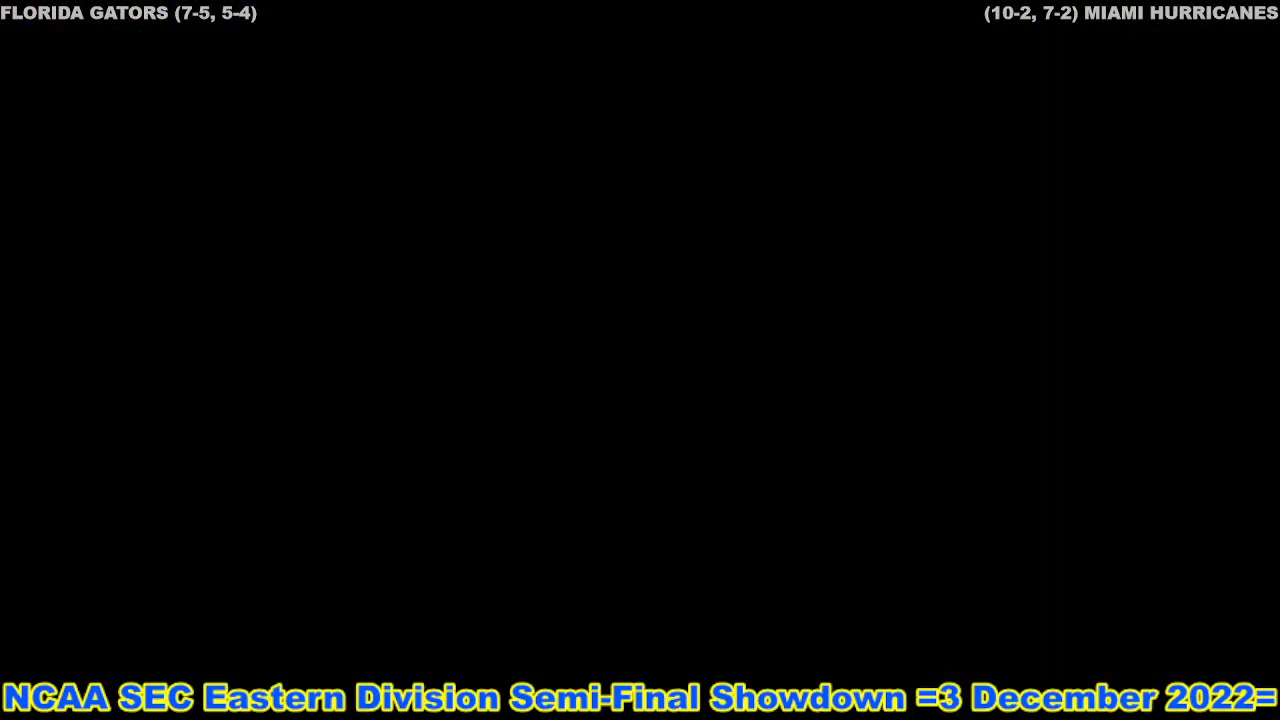 FLORIDA GATORS (7-5, 5-4)
(10-2, 7-2) MIAMI HURRICANES
NCAA SEC Eastern Division Semi-Final Showdown =3 December 2022=